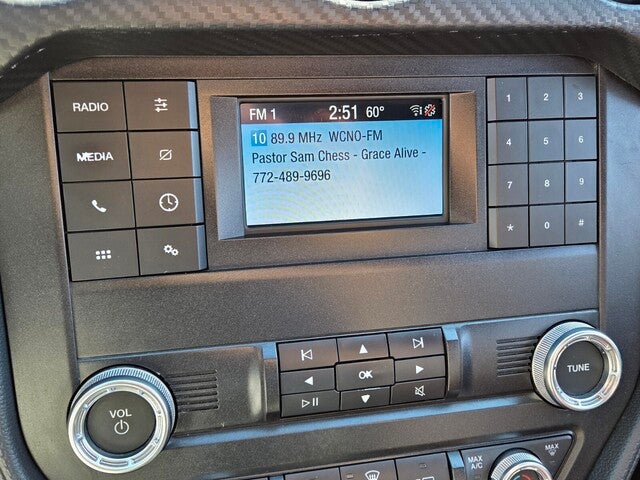 RADIO
MEDIA
FM 1 2:51 60°
10 89.9 MHz WCNO-FM
Pastor Sam Chess - Grace Alive -
772-489-9696
1 2 3
4 5 6
7 8 9
* 0 #
OK
VOL
TUNE
MAX
A/C
MAX